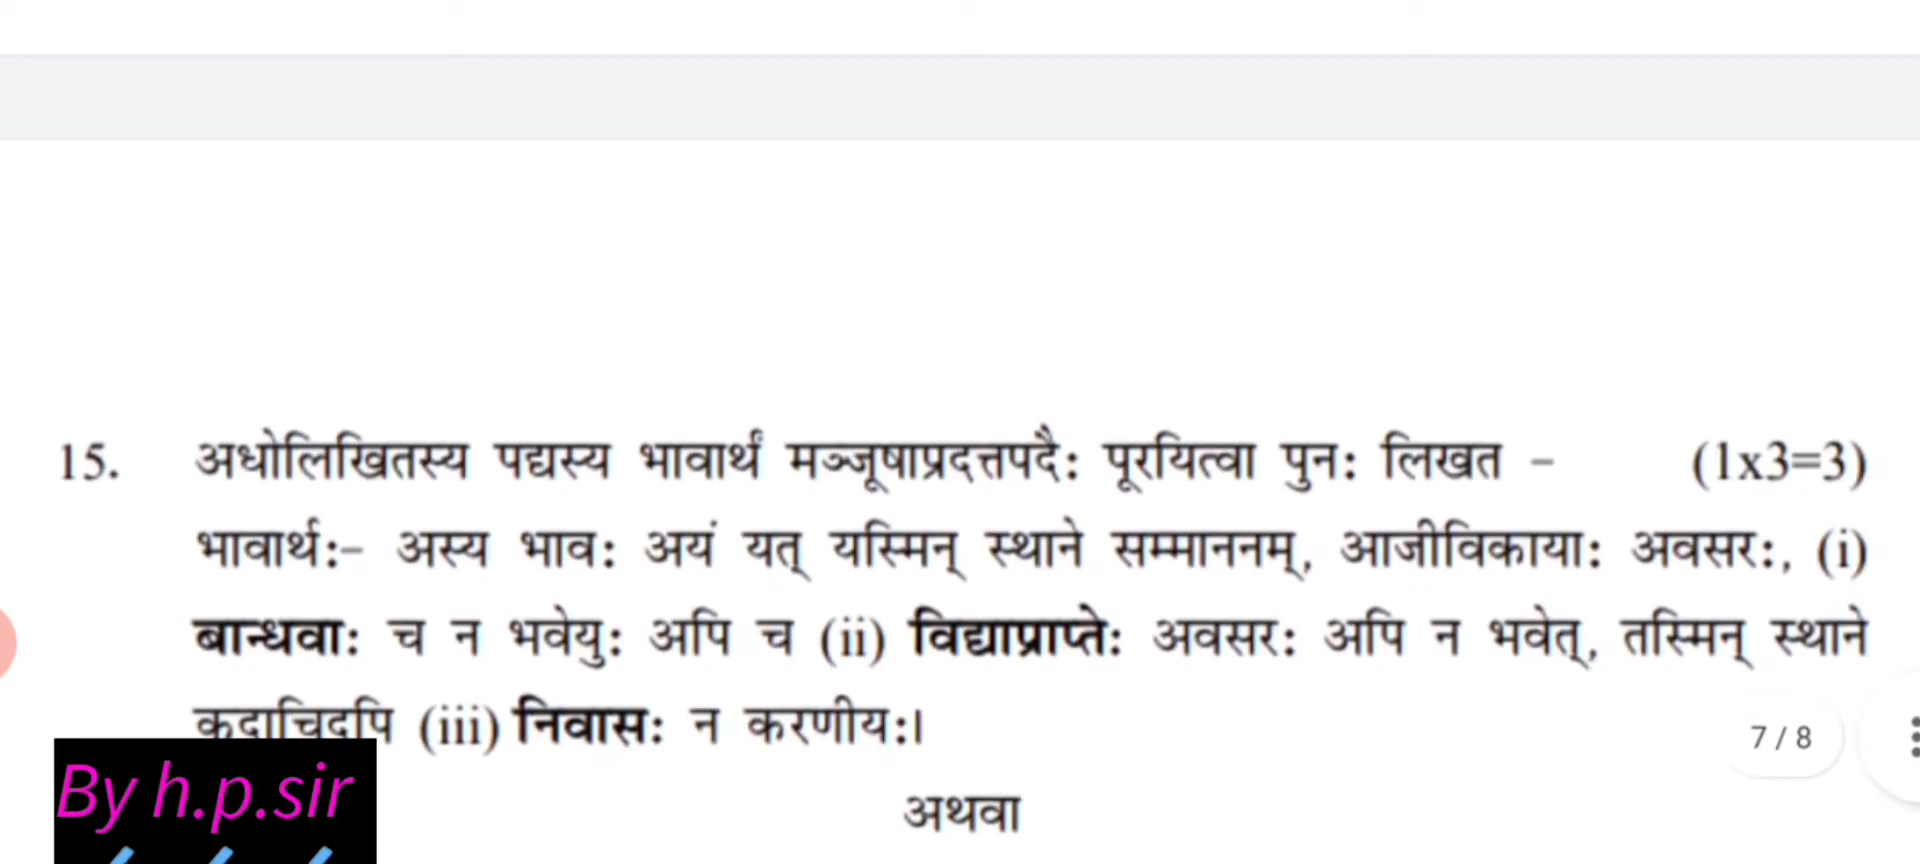 15. अधोलिखितस्य पद्यस्य भावार्थं मञ्जूषाप्रदत्तपदैः पूरयित्वा पुनः लिखत - (1x3=3)
भावार्थः- अस्य भावः अयं यत् यस्मिन् स्थाने सम्माननम्, आजीविकायाः अवसरः, (i)
बान्धवाः च न भवेयुः अपि च (ii) विद्याप्राप्तेः अवसरः अपि न भवेत्, तस्मिन् स्थाने
कदाचिदपि (iii) निवासः न करणीयः।
7 / 8
By h.p.sir
अथवा